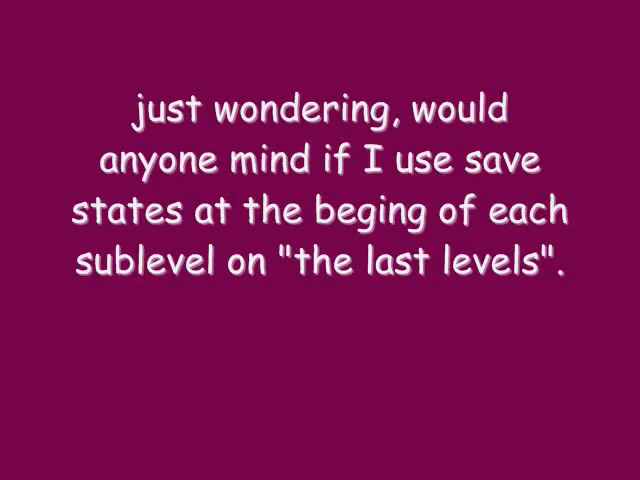 just wondering, would
anyone mind if I use save
states at the beging of each
sublevel on "the last levels".